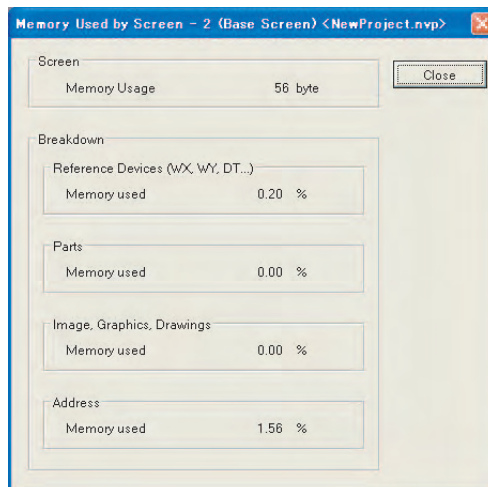 Memory Used by Screen - 2 (Base Screen) <NewProject.nvp>
Screen
Memory Usage 56 byte
Close
Breakdown
Reference Devices (WX, WY, DT...)
Memory used 0.20 %
Parts
Memory used 0.00 %
Image, Graphics, Drawings
Memory used 0.00 %
Address
Memory used 1.56 %